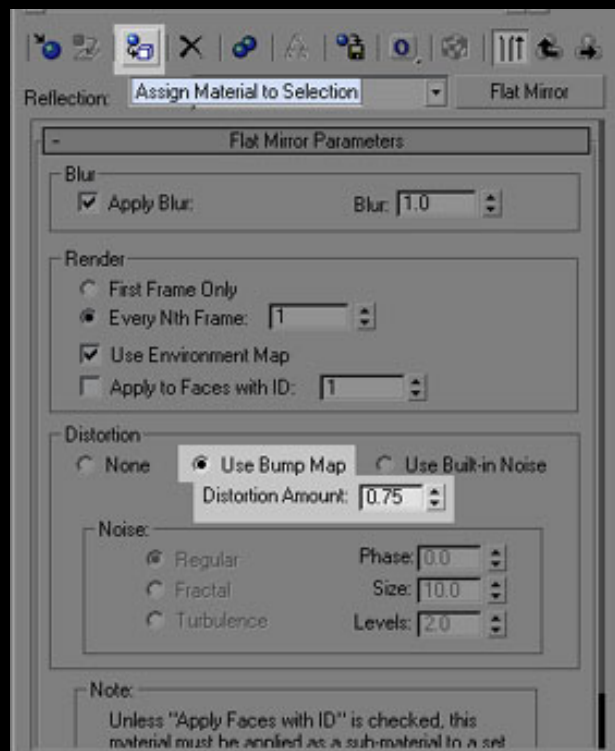 Assign Material to Selection
Reflection: Flat Mirror
- Flat Mirror Parameters
Blur
Apply Blur: Blur: 1.0
Render
First Frame Only
Every Nth Frame: 1
Use Environment Map
Apply to Faces with ID: 1
Distortion
None Use Bump Map Use Built-in Noise
Distortion Amount: 0.75
Noise:
Regular Phase: 0.0
Fractal Size: 10.0
Turbulence Levels: 2.0
Note:
Unless "Apply Faces with ID" is checked, this
material must be applied as a sub-material to a set